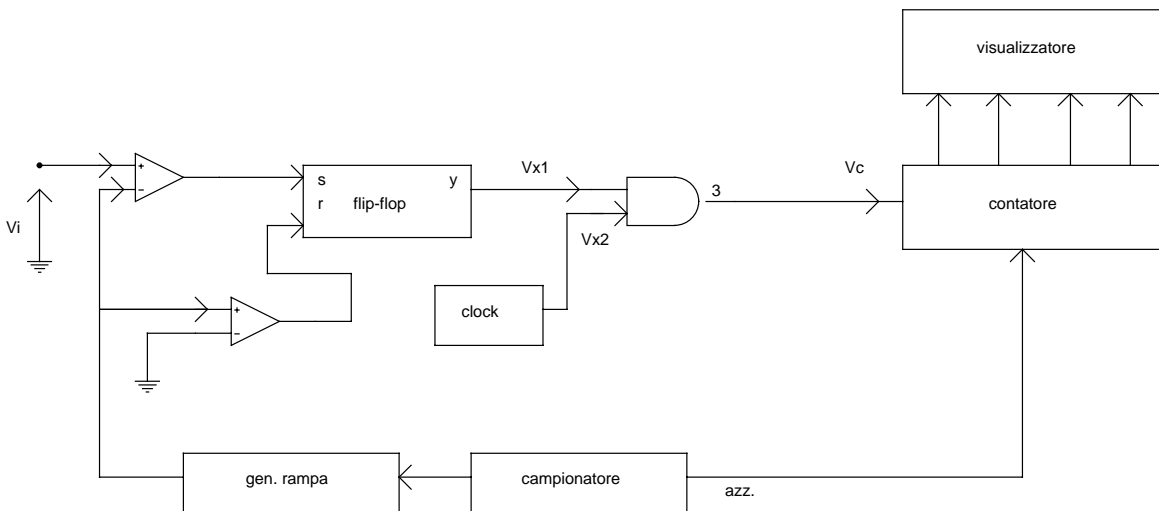 visualizzatore
+
-
Vi
s
r
y
flip-flop
Vx1
Vx2
3
Vc
contatore
clock
+
-
gen. rampa
campionatore
azz.